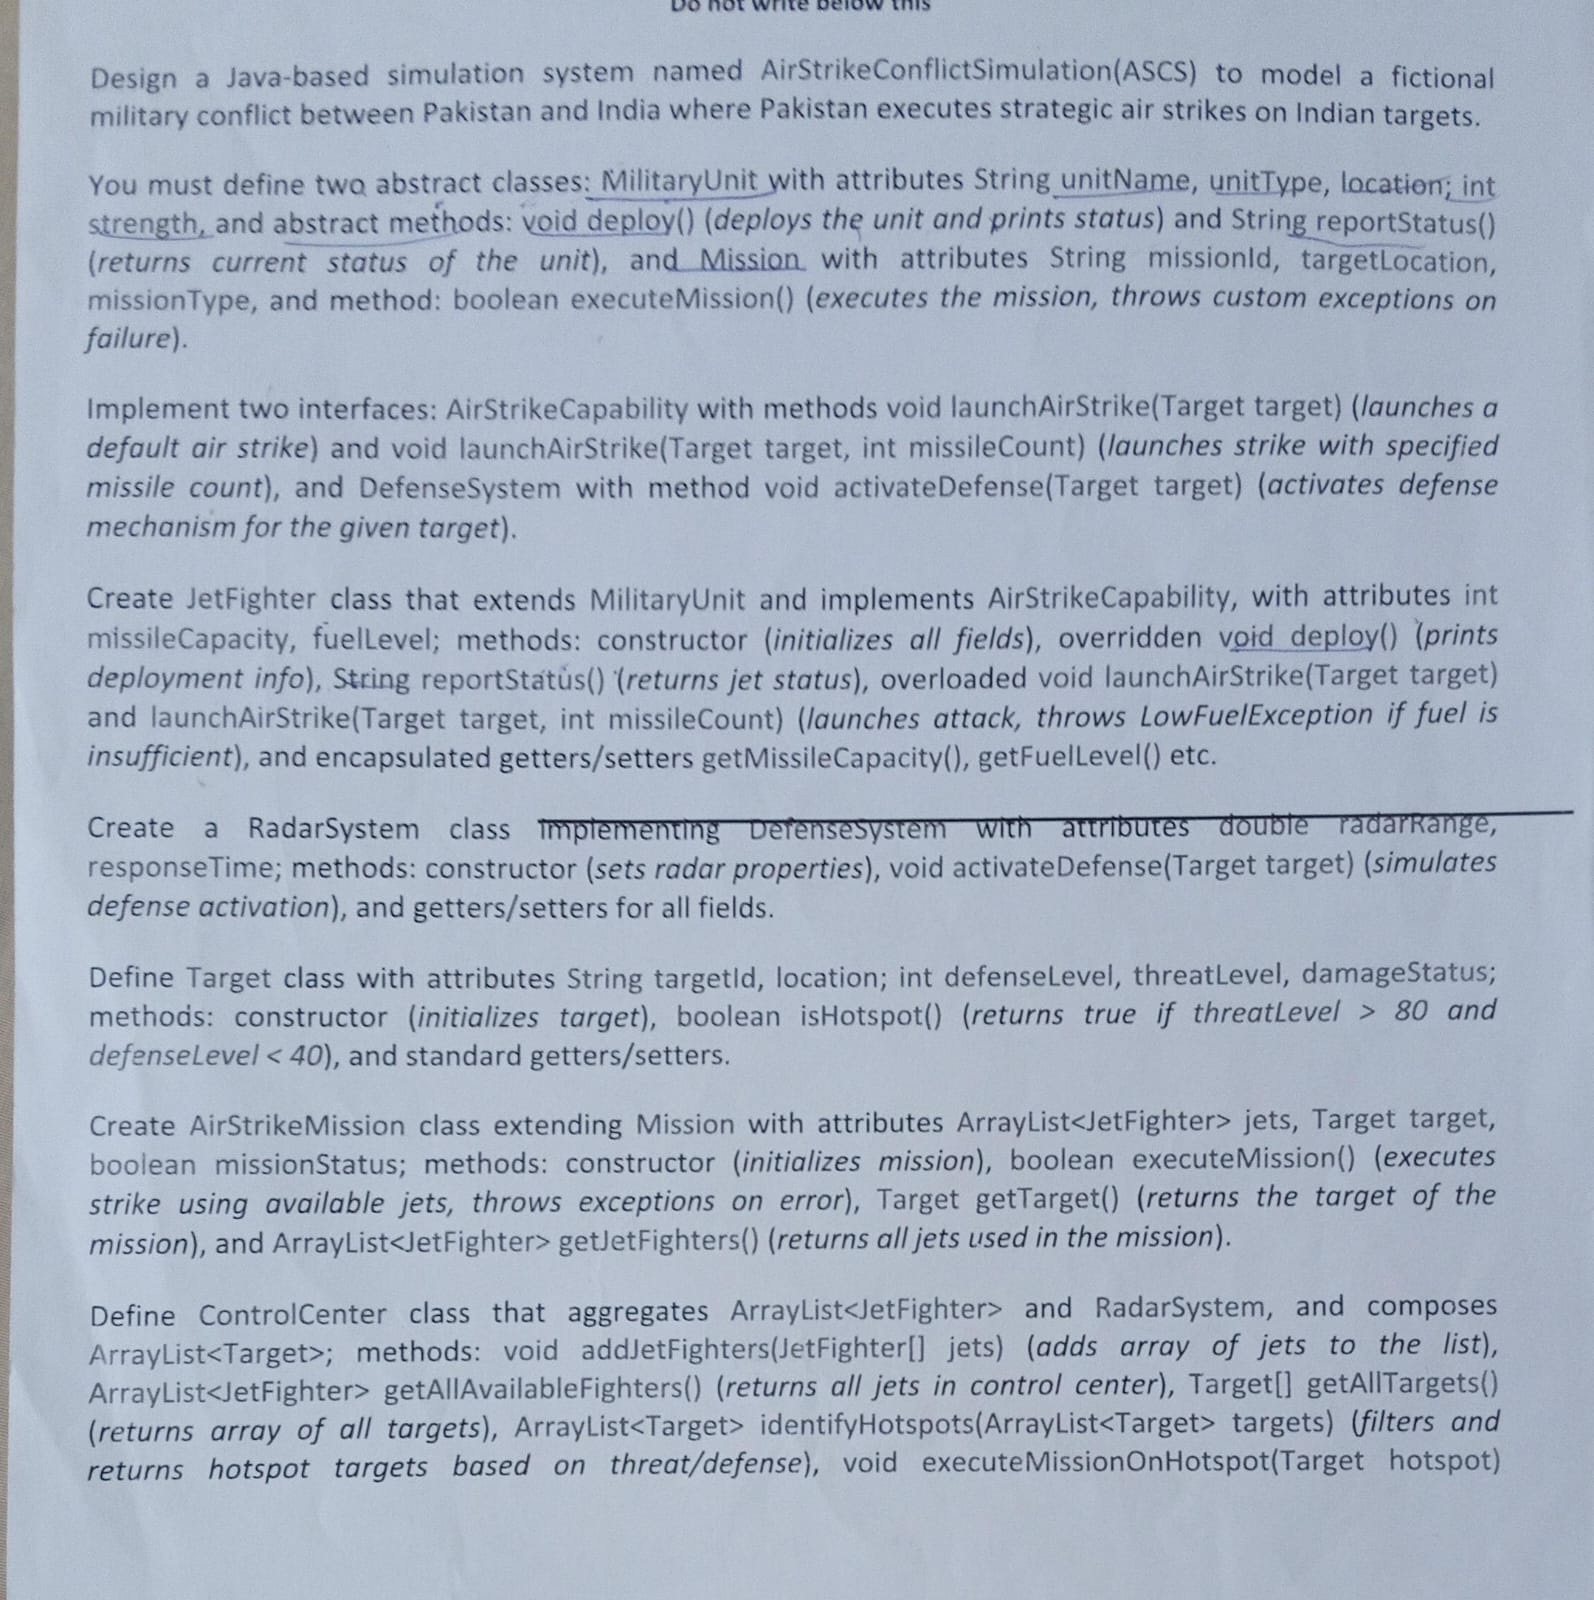 Do not write below this
Design a Java-based simulation system named AirStrikeConflictSimulation(ASCS) to model a fictional
military conflict between Pakistan and India where Pakistan executes strategic air strikes on Indian targets.
You must define two abstract classes: MilitaryUnit with attributes String unitName, unitType, location; int
strength, and abstract methods: void deploy() (deploys the unit and prints status) and String reportStatus()
(returns current status of the unit), and Mission with attributes String missionId, targetLocation,
missionType, and method: boolean executeMission() (executes the mission, throws custom exceptions on
failure).
Implement two interfaces: AirStrikeCapability with methods void launchAirStrike(Target target) (launches a
default air strike) and void launchAirStrike(Target target, int missileCount) (launches strike with specified
missile count), and DefenseSystem with method void activateDefense(Target target) (activates defense
mechanism for the given target).
Create JetFighter class that extends MilitaryUnit and implements AirStrikeCapability, with attributes int
missileCapacity, fuelLevel; methods: constructor (initializes all fields), overridden void deploy() (prints
deployment info), String reportStatus() (returns jet status), overloaded void launchAirStrike(Target target)
and launchAirStrike(Target target, int missileCount) (launches attack, throws LowFuelException if fuel is
insufficient), and encapsulated getters/setters getMissileCapacity(), getFuelLevel() etc.
Create a RadarSystem class implementing DefenseSystem with attributes double radarRange,
responseTime; methods: constructor (sets radar properties), void activateDefense(Target target) (simulates
defense activation), and getters/setters for all fields.
Define Target class with attributes String targetId, location; int defenseLevel, threatLevel, damageStatus;
methods: constructor (initializes target), boolean isHotspot() (returns true if threatLevel > 80 and
defenseLevel < 40), and standard getters/setters.
Create AirStrikeMission class extending Mission with attributes ArrayList<JetFighter> jets, Target target,
boolean missionStatus; methods: constructor (initializes mission), boolean executeMission() (executes
strike using available jets, throws exceptions on error), Target getTarget() (returns the target of the
mission), and ArrayList<JetFighter> getJetFighters() (returns all jets used in the mission).
Define ControlCenter class that aggregates ArrayList<JetFighter> and RadarSystem, and composes
ArrayList<Target>; methods: void addJetFighters(JetFighter[] jets) (adds array of jets to the list),
ArrayList<JetFighter> getAllAvailableFighters() (returns all jets in control center), Target[] getAllTargets()
(returns array of all targets), ArrayList<Target> identifyHotspots(ArrayList<Target> targets) (filters and
returns hotspot targets based on threat/defense), void executeMissionOnHotspot(Target hotspot)